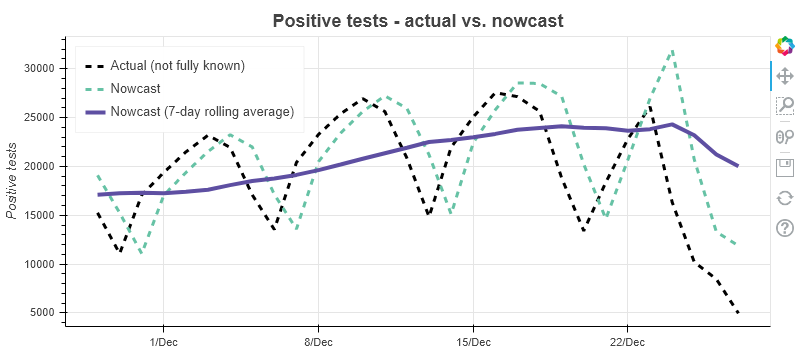 Positive tests - actual vs. nowcast
Actual (not fully known)
Nowcast
Nowcast (7-day rolling average)
Positive tests
30000
25000
20000
15000
10000
5000
1/Dec
8/Dec
15/Dec
22/Dec